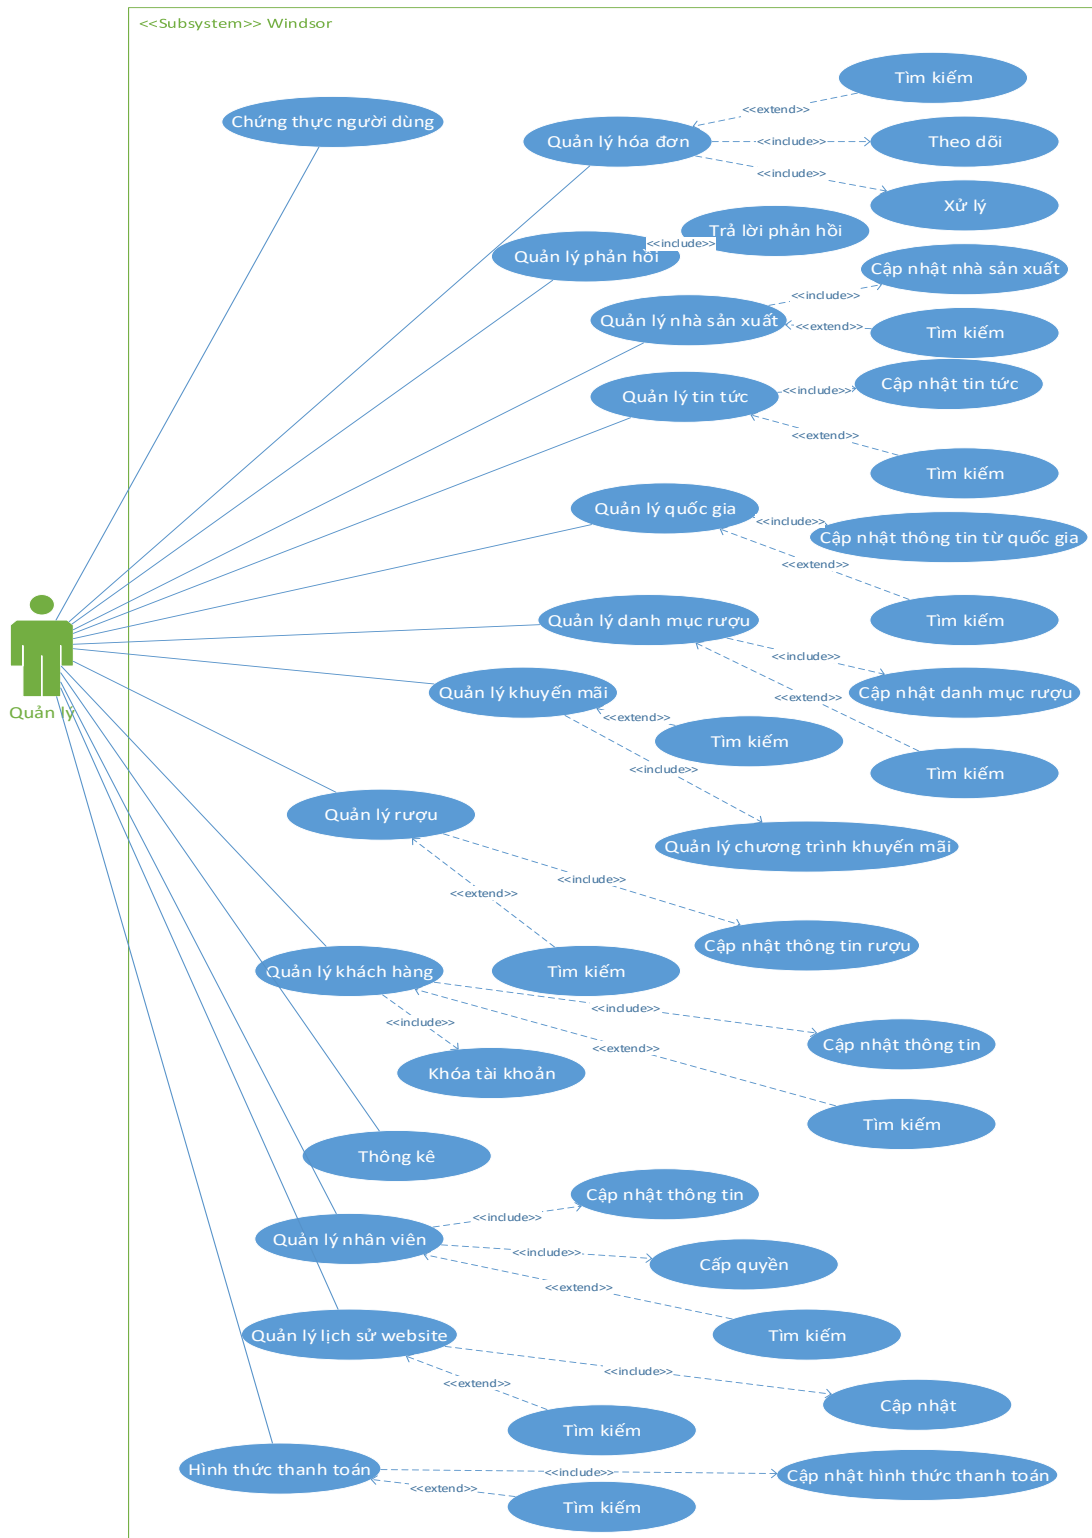 <<Subsystem>> Windsor
Tìm kiếm
<<extend>>
Chứng thực người dùng
Quản lý hóa đơn
<<include>>
Theo dõi
<<include>>
Xử lý
Trả lời phản hồi
<<include>>
Quản lý phản hồi
Cập nhật nhà sản xuất
<<include>>
Quản lý nhà sản xuất
<<extend>>
Tìm kiếm
Cập nhật tin tức
<<include>>
Quản lý tin tức
<<extend>>
Tìm kiếm
Quản lý quốc gia
<<include>>
Cập nhật thông tin từ quốc gia
<<extend>>
Tìm kiếm
Quản lý danh mục rượu
<<include>>
Cập nhật danh mục rượu
<<extend>>
Tìm kiếm
Quản lý
Quản lý khuyến mãi
<<extend>>
Tìm kiếm
<<include>>
Quản lý chương trình khuyến mãi
Quản lý rượu
<<include>>
Cập nhật thông tin rượu
<<extend>>
Tìm kiếm
Quản lý khách hàng
<<include>>
Cập nhật thông tin
<<include>>
Khóa tài khoản
<<extend>>
Tìm kiếm
Thông kê
Cập nhật thông tin
<<include>>
Quản lý nhân viên
<<include>>
Cấp quyền
<<extend>>
Tìm kiếm
Quản lý lịch sử website
<<include>>
Cập nhật
<<extend>>
Tìm kiếm
Hình thức thanh toán
<<include>>
Cập nhật hình thức thanh toán
<<extend>>
Tìm kiếm